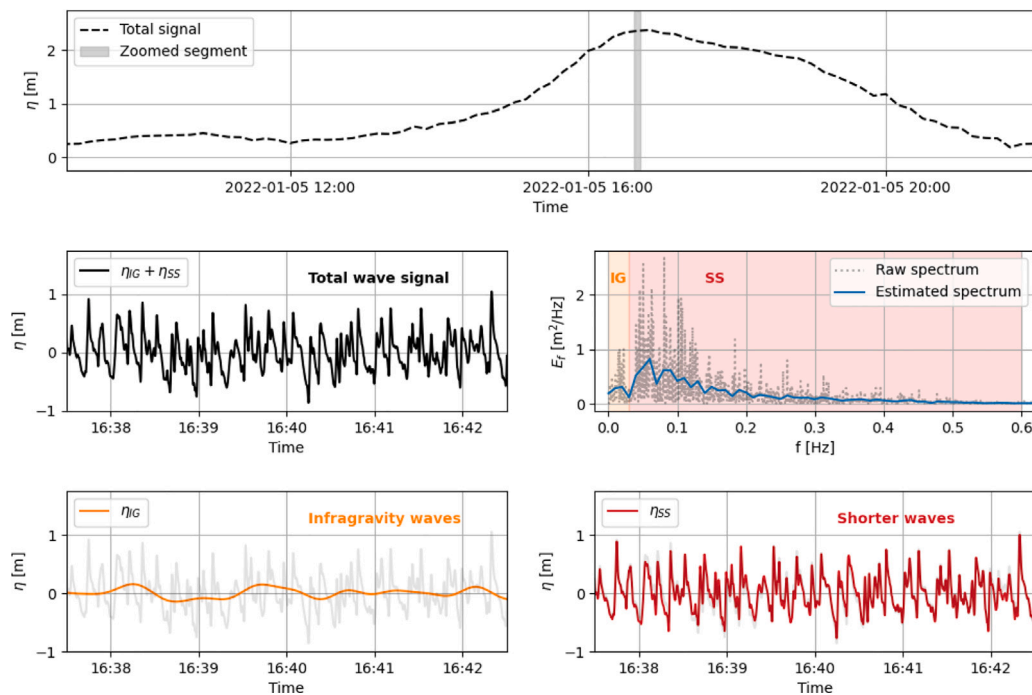 Total signal
Zoomed segment
η [m]
2
1
0
2022-01-05 12:00
2022-01-05 16:00
2022-01-05 20:00
Time
η_IG + η_SS
Total wave signal
η [m]
1
0
−1
16:38 16:39 16:40 16:41 16:42
Time
IG
SS
Raw spectrum
Estimated spectrum
E_f [m²/Hz]
2
1
0
0.0 0.1 0.2 0.3 0.4 0.5 0.6
f [Hz]
η_IG
Infragravity waves
η [m]
1
0
−1
16:38 16:39 16:40 16:41 16:42
Time
η_SS
Shorter waves
η [m]
1
0
−1
16:38 16:39 16:40 16:41 16:42
Time